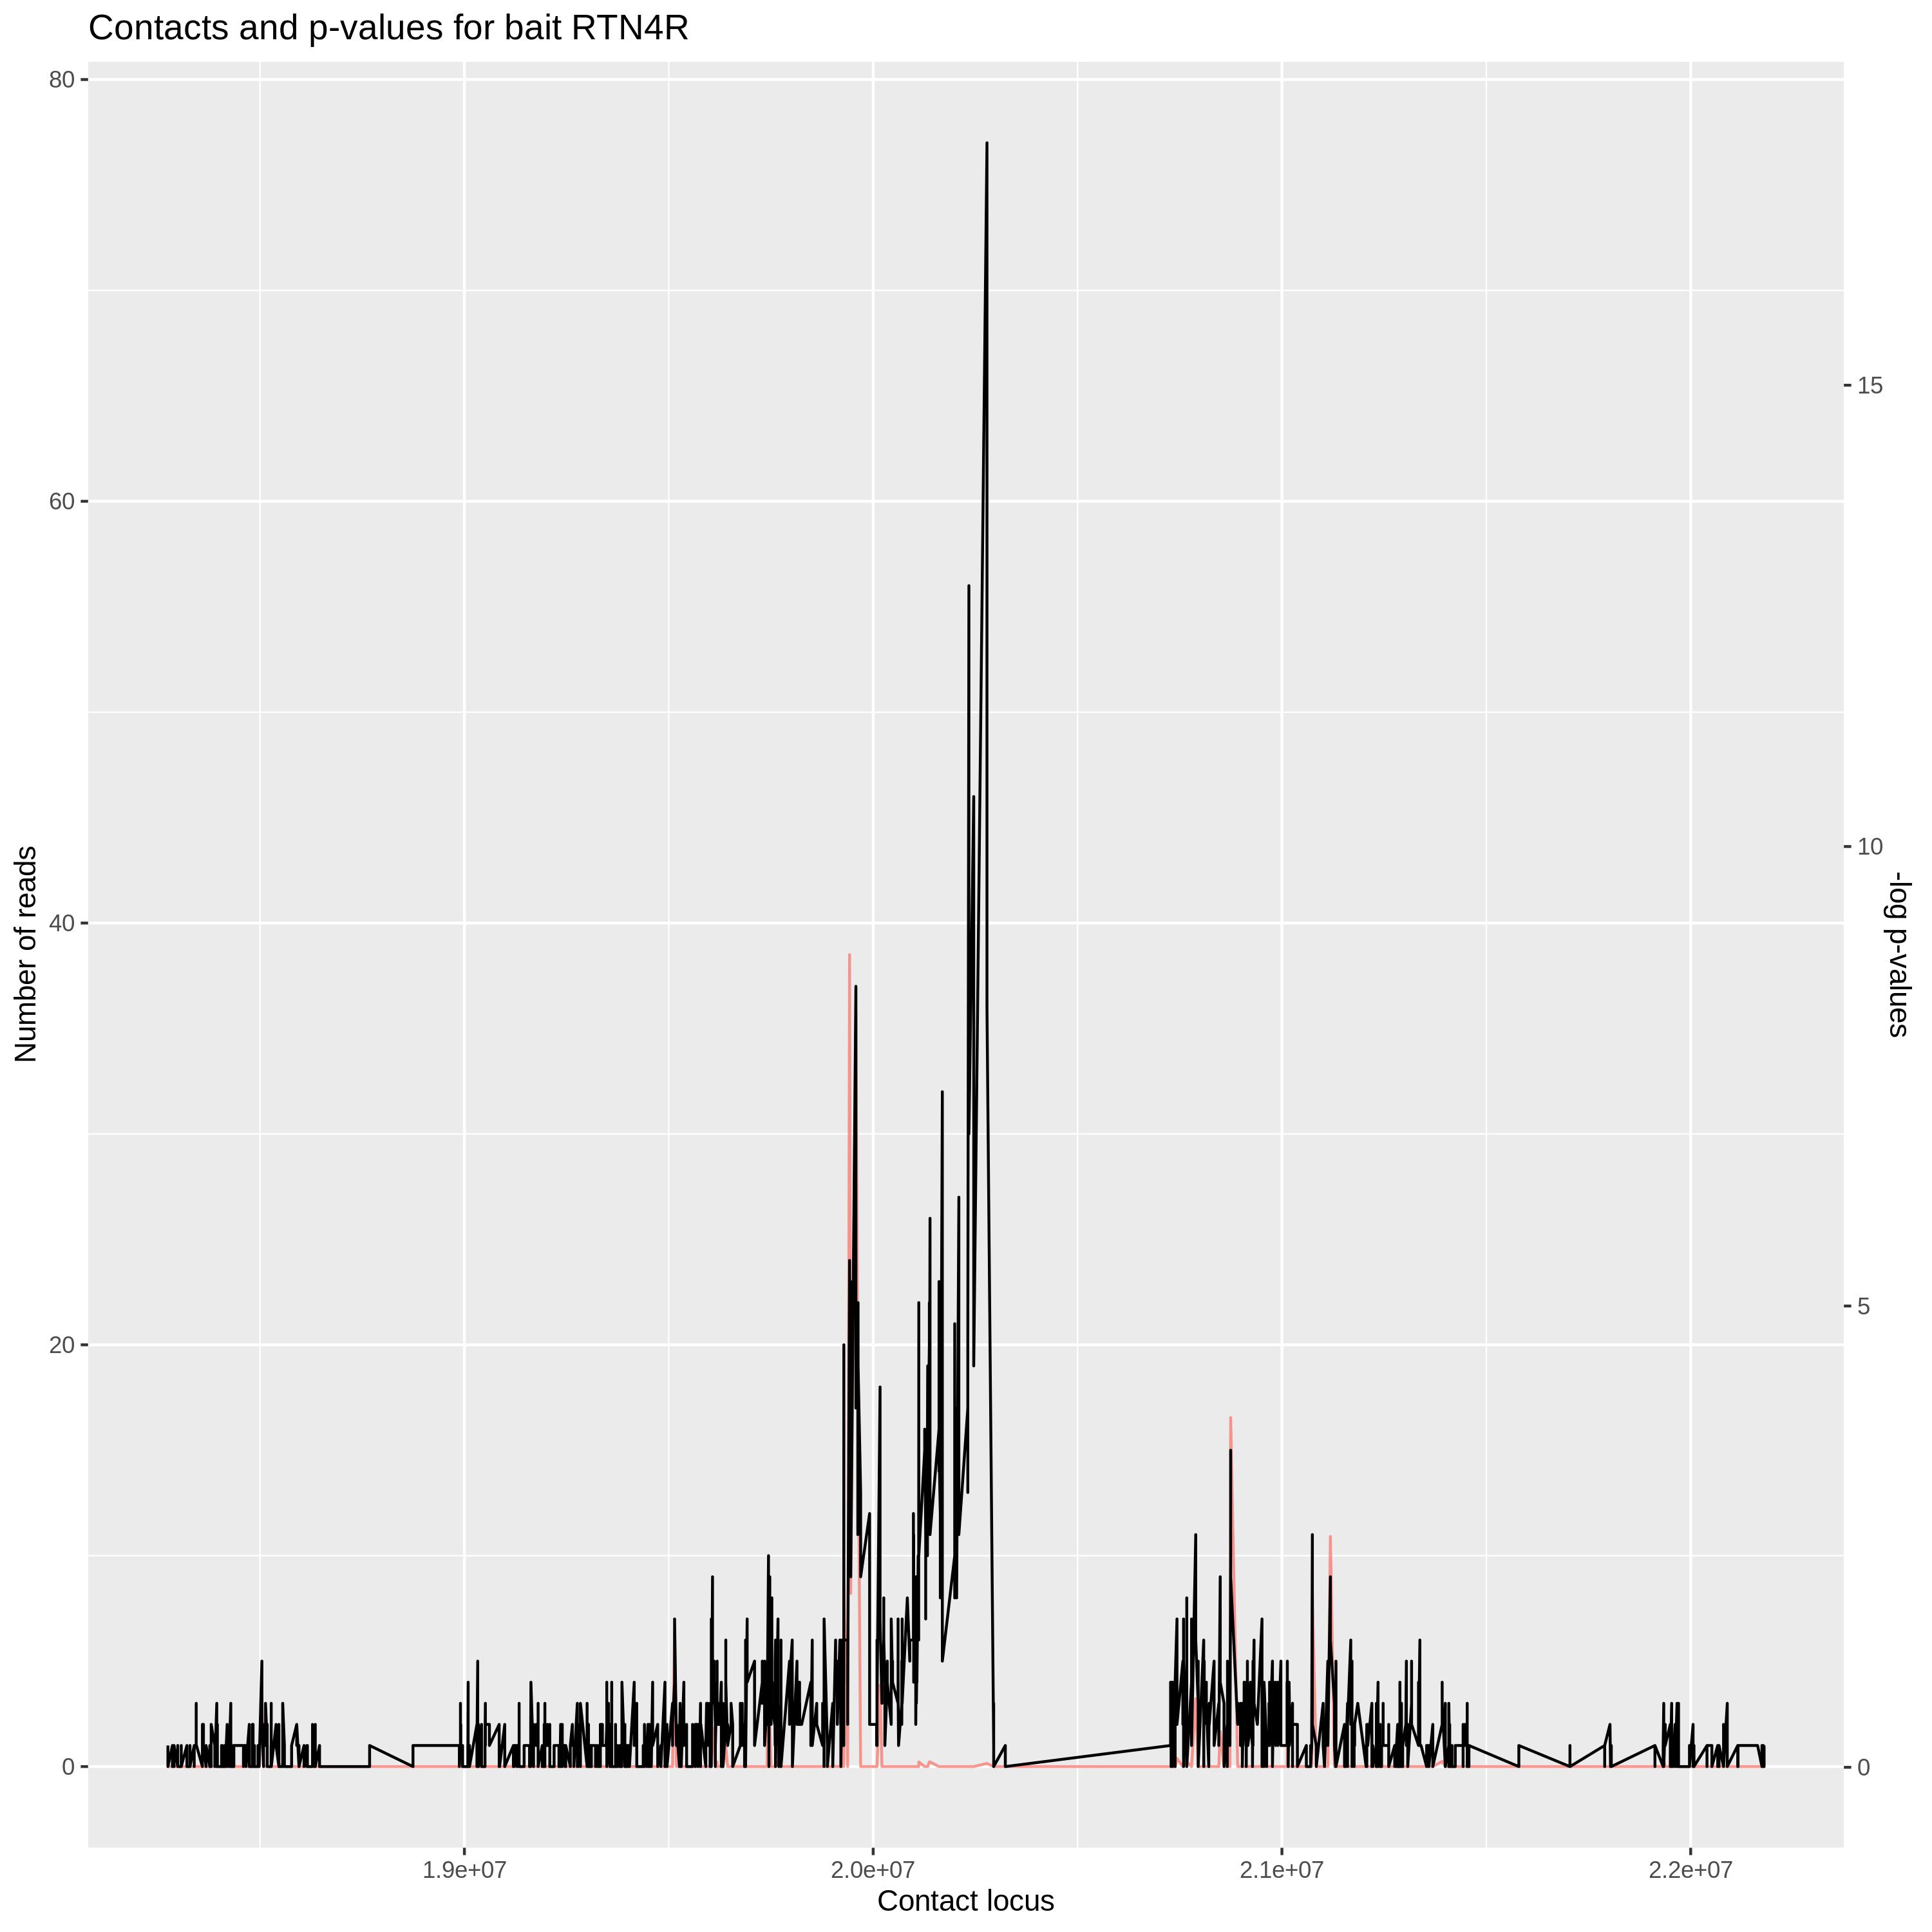 Contacts and p-values for bait RTN4R
80
60
40
20
0
Number of reads
15
10
5
0
-log p-values
1.9e+07 2.0e+07 2.1e+07 2.2e+07
Contact locus